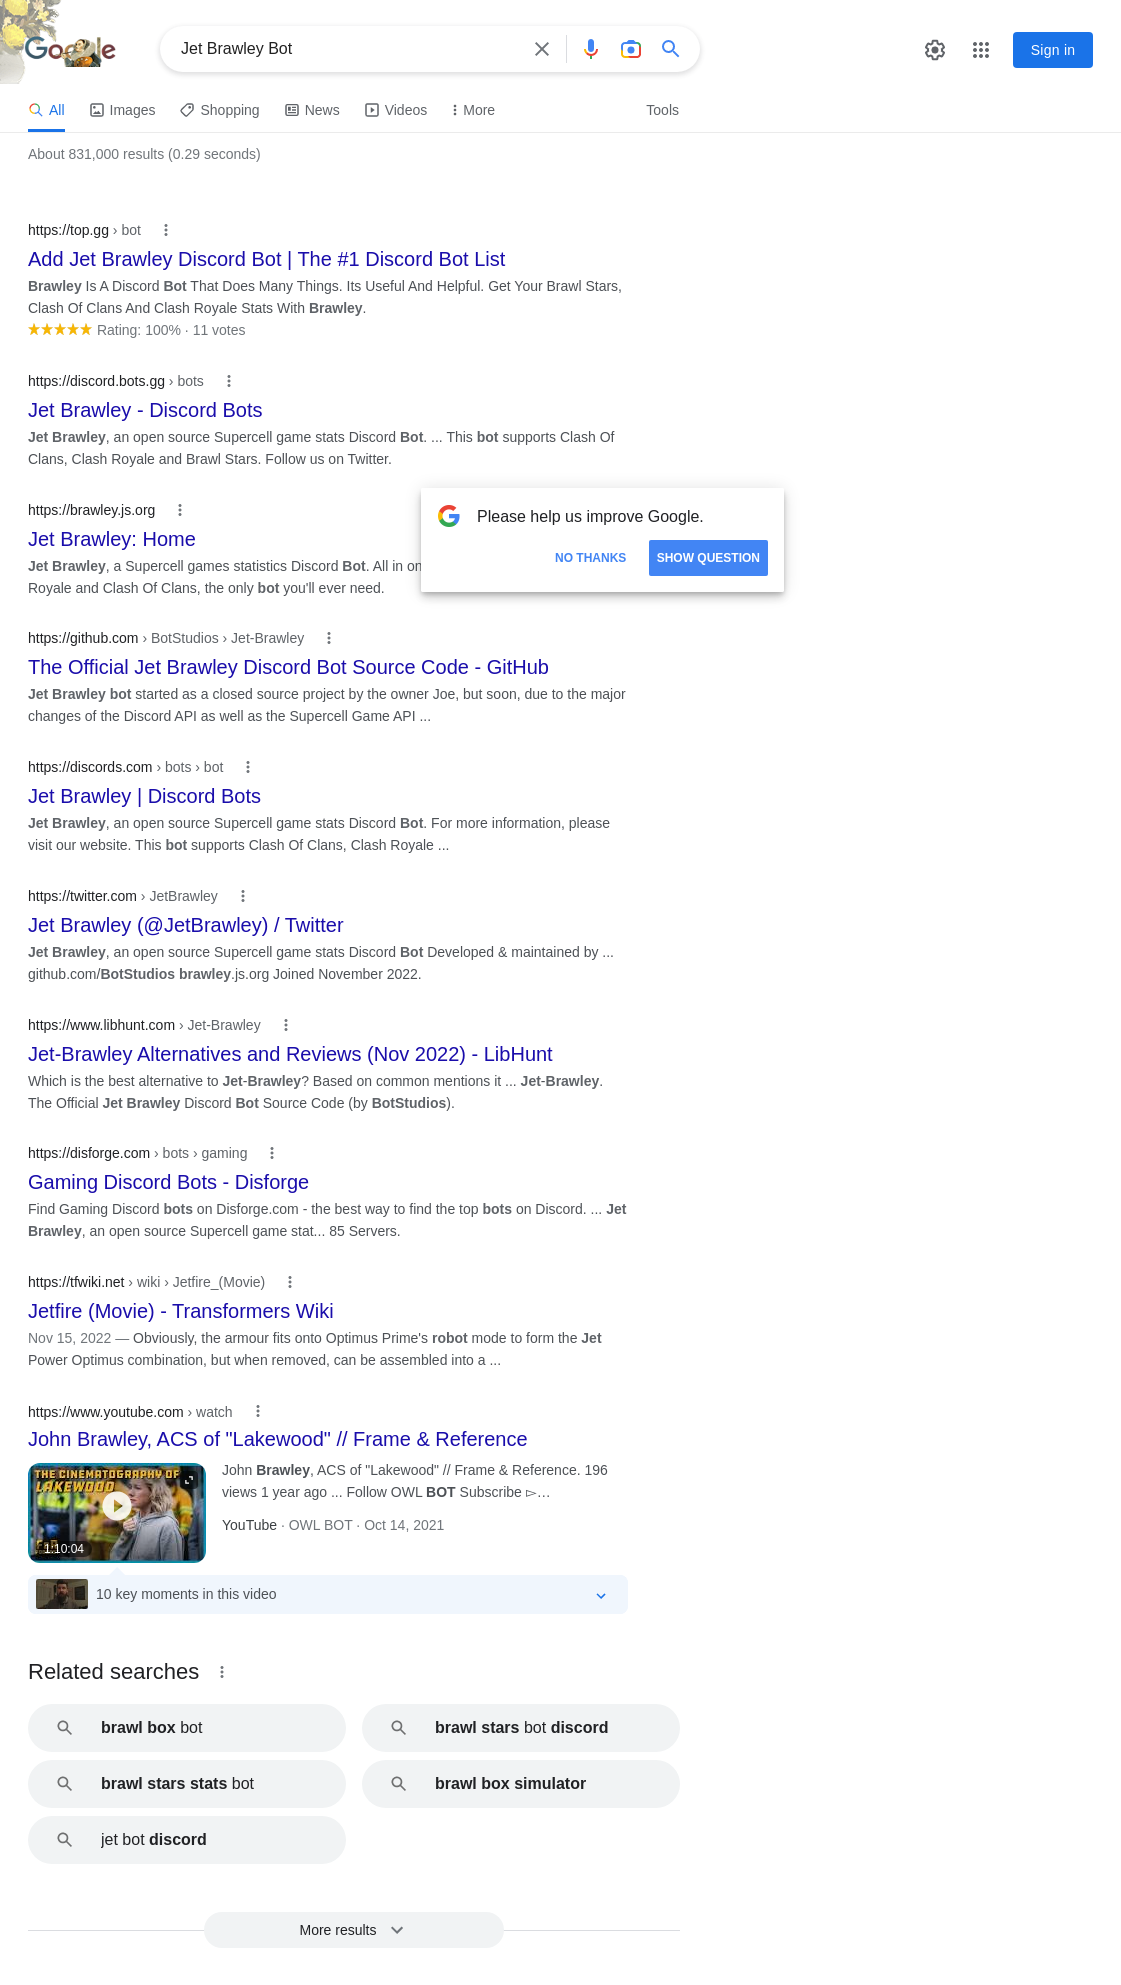 Google
Jet Brawley Bot
Sign in
All
Images
Shopping
News
Videos
More
Tools
About 831,000 results (0.29 seconds)
https://top.gg › bot
Add Jet Brawley Discord Bot | The #1 Discord Bot List
Brawley Is A Discord Bot That Does Many Things. Its Useful And Helpful. Get Your Brawl Stars,
Clash Of Clans And Clash Royale Stats With Brawley.
Rating: 100% · 11 votes
https://discord.bots.gg › bots
Jet Brawley - Discord Bots
Jet Brawley, an open source Supercell game stats Discord Bot. ... This bot supports Clash Of
Clans, Clash Royale and Brawl Stars. Follow us on Twitter.
https://brawley.js.org
Jet Brawley: Home
Jet Brawley, a Supercell games statistics Discord Bot. All in
Royale and Clash Of Clans, the only bot you'll ever need.
Please help us improve Google.
NO THANKS
SHOW QUESTION
https://github.com › BotStudios › Jet-Brawley
The Official Jet Brawley Discord Bot Source Code - GitHub
Jet Brawley bot started as a closed source project by the owner Joe, but soon, due to the major
changes of the Discord API as well as the Supercell Game API ...
https://discords.com › bots › bot
Jet Brawley | Discord Bots
Jet Brawley, an open source Supercell game stats Discord Bot. For more information, please
visit our website. This bot supports Clash Of Clans, Clash Royale ...
https://twitter.com › JetBrawley
Jet Brawley (@JetBrawley) / Twitter
Jet Brawley, an open source Supercell game stats Discord Bot Developed & maintained by ...
github.com/BotStudios brawley.js.org Joined November 2022.
https://www.libhunt.com › Jet-Brawley
Jet-Brawley Alternatives and Reviews (Nov 2022) - LibHunt
Which is the best alternative to Jet-Brawley? Based on common mentions it ... Jet-Brawley.
The Official Jet Brawley Discord Bot Source Code (by BotStudios).
https://disforge.com › bots › gaming
Gaming Discord Bots - Disforge
Find Gaming Discord bots on Disforge.com - the best way to find the top bots on Discord. ... Jet
Brawley, an open source Supercell game stat... 85 Servers.
https://tfwiki.net › wiki › Jetfire_(Movie)
Jetfire (Movie) - Transformers Wiki
Nov 15, 2022 — Obviously, the armour fits onto Optimus Prime's robot mode to form the Jet
Power Optimus combination, but when removed, can be assembled into a ...
https://www.youtube.com › watch
John Brawley, ACS of "Lakewood" // Frame & Reference
THE CINEMATOGRAPHY OF
LAKEWOOD
1:10:04
John Brawley, ACS of "Lakewood" // Frame & Reference. 196
views 1 year ago ... Follow OWL BOT Subscribe ▻…
YouTube · OWL BOT · Oct 14, 2021
10 key moments in this video
Related searches
brawl box bot
brawl stars bot discord
brawl stars stats bot
brawl box simulator
jet bot discord
More results